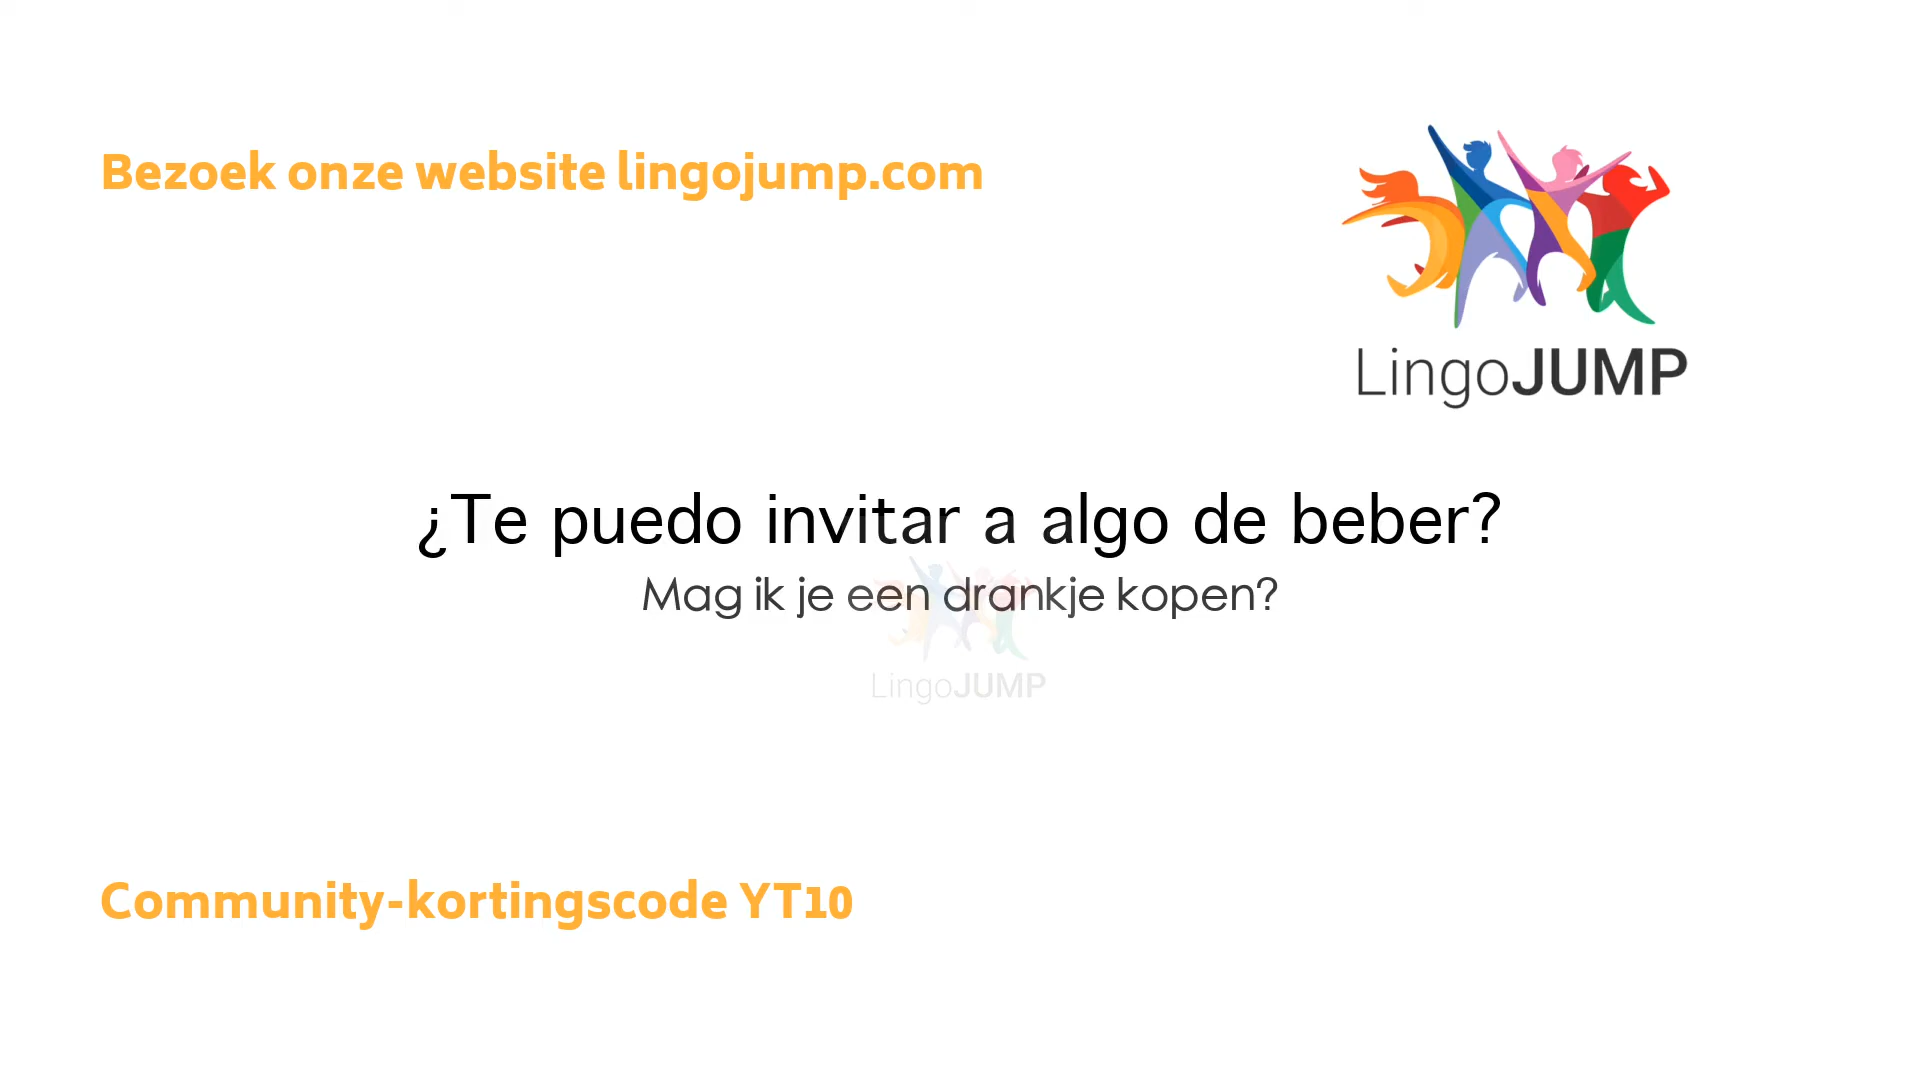 Bezoek onze website lingojump.com
LingoJUMP
¿Te puedo invitar a algo de beber?
Mag ik je een drankje kopen?
LingoJUMP
Community-kortingscode YT10